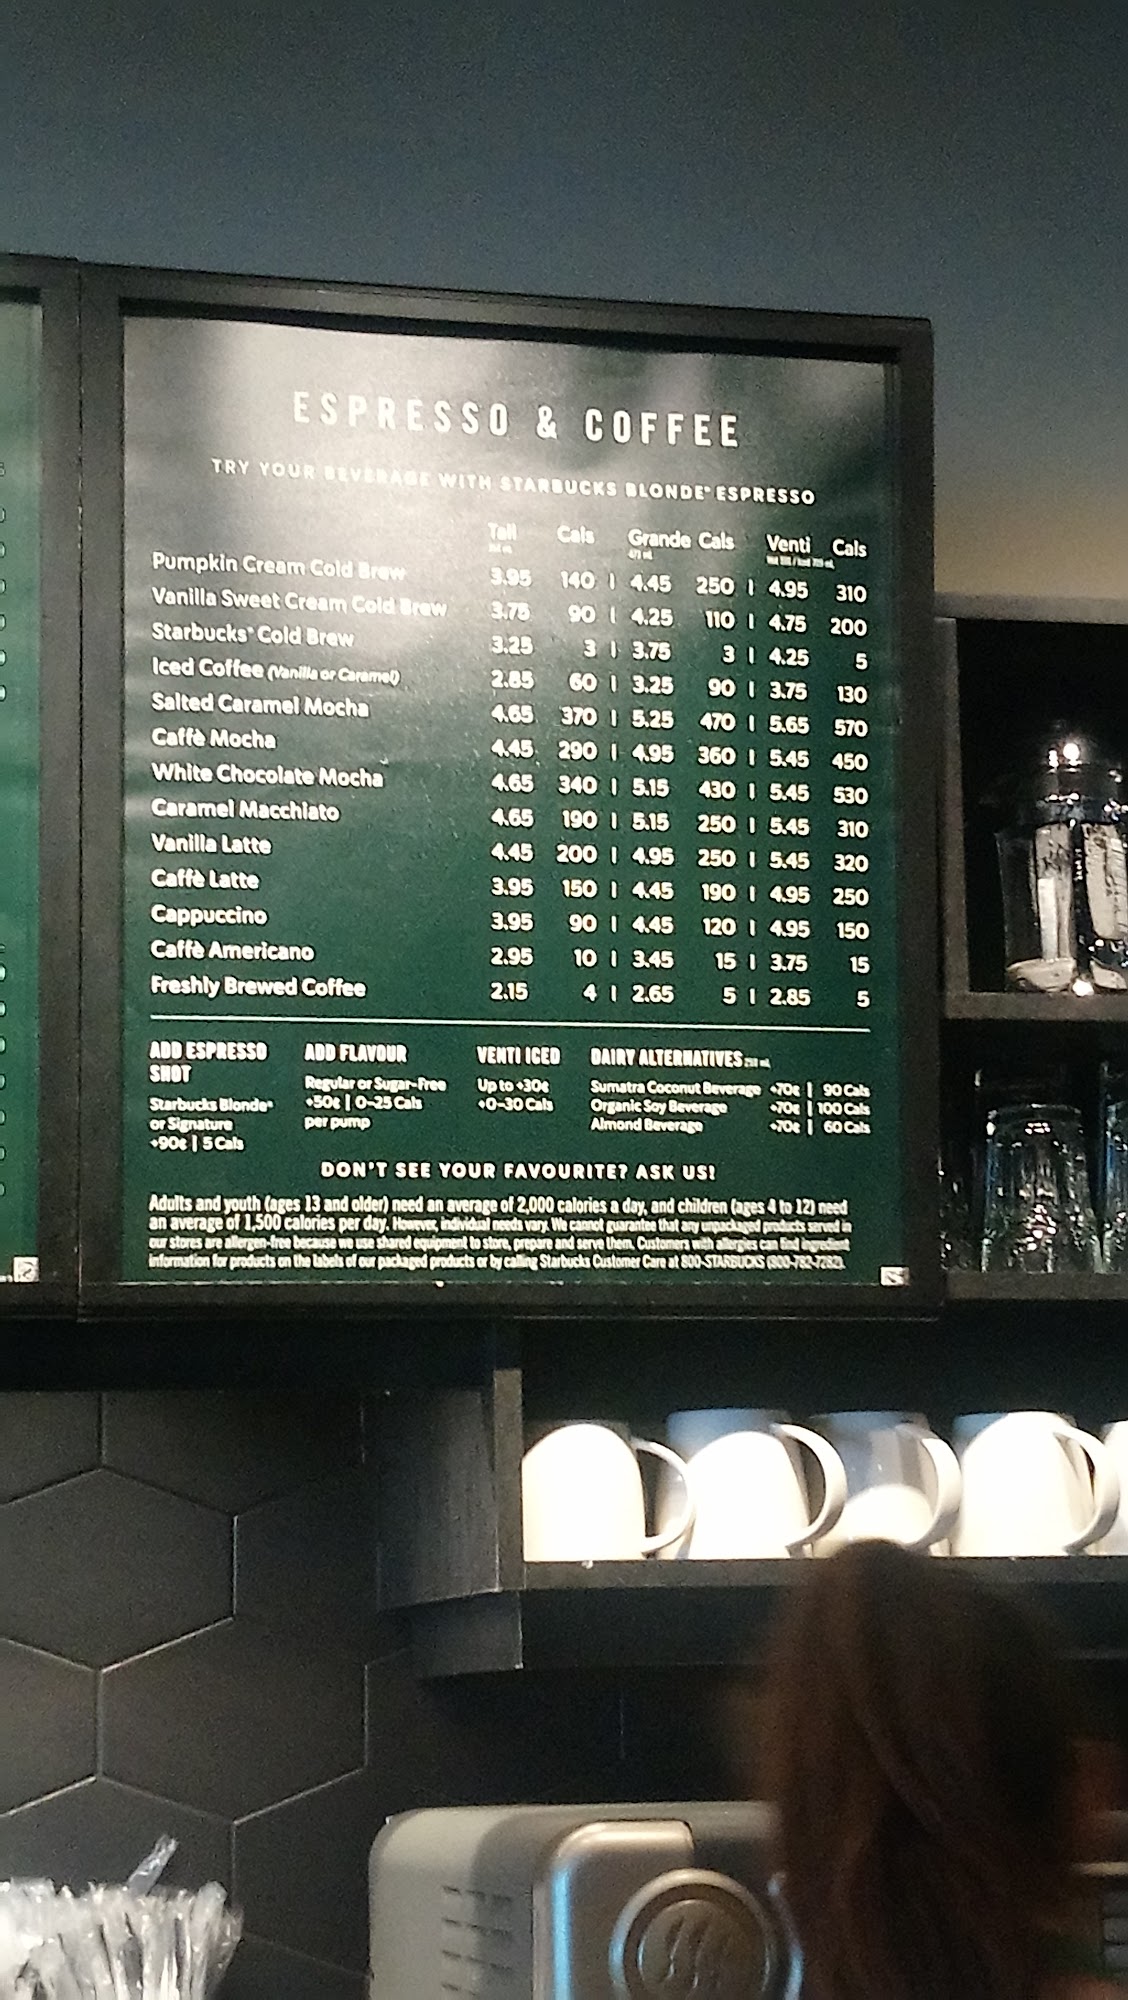 ESPRESSO & COFFEE
TRY YOUR BEVERAGE WITH STARBUCKS BLONDE® ESPRESSO
Tall Cals Grande Cals Venti Cals
473 mL
Pumpkin Cream Cold Brew 3.95 140 | 4.45 250 | 4.95 310
Vanilla Sweet Cream Cold Brew 3.75 90 | 4.25 110 | 4.75 200
Starbucks® Cold Brew 3.25 3 | 3.75 3 | 4.25 5
Iced Coffee (Vanilla or Caramel) 2.85 60 | 3.25 90 | 3.75 130
Salted Caramel Mocha 4.65 370 | 5.25 470 | 5.65 570
Caffè Mocha 4.45 290 | 4.95 360 | 5.45 450
White Chocolate Mocha 4.65 340 | 5.15 430 | 5.45 530
Caramel Macchiato 4.65 190 | 5.15 250 | 5.45 310
Vanilla Latte 4.45 200 | 4.95 250 | 5.45 320
Caffè Latte 3.95 150 | 4.45 190 | 4.95 250
Cappuccino 3.95 90 | 4.45 120 | 4.95 150
Caffè Americano 2.95 10 | 3.45 15 | 3.75 15
Freshly Brewed Coffee 2.15 4 | 2.65 5 | 2.85 5
ADD ESPRESSO
SHOT
Starbucks Blonde®
or Signature
+90¢ | 5 Cals
ADD FLAVOUR
Regular or Sugar-Free
+50¢ | 0–25 Cals
per pump
VENTI ICED
Up to +30¢
+0–30 Cals
DAIRY ALTERNATIVES
Sumatra Coconut Beverage +70¢ | 90 Cals
Organic Soy Beverage +70¢ | 100 Cals
Almond Beverage +70¢ | 60 Cals
DON'T SEE YOUR FAVOURITE? ASK US!
Adults and youth (ages 13 and older) need an average of 2,000 calories a day, and children (ages 4 to 12) need
an average of 1,500 calories per day. However, individual needs vary. We cannot guarantee that any unpackaged products served in
our stores are allergen-free because we use shared equipment to store, prepare and serve them. Customers with allergies can find ingredient
information for products on the labels of our packaged products or by calling Starbucks Customer Care at 800-STARBUCKS (800-782-7282).